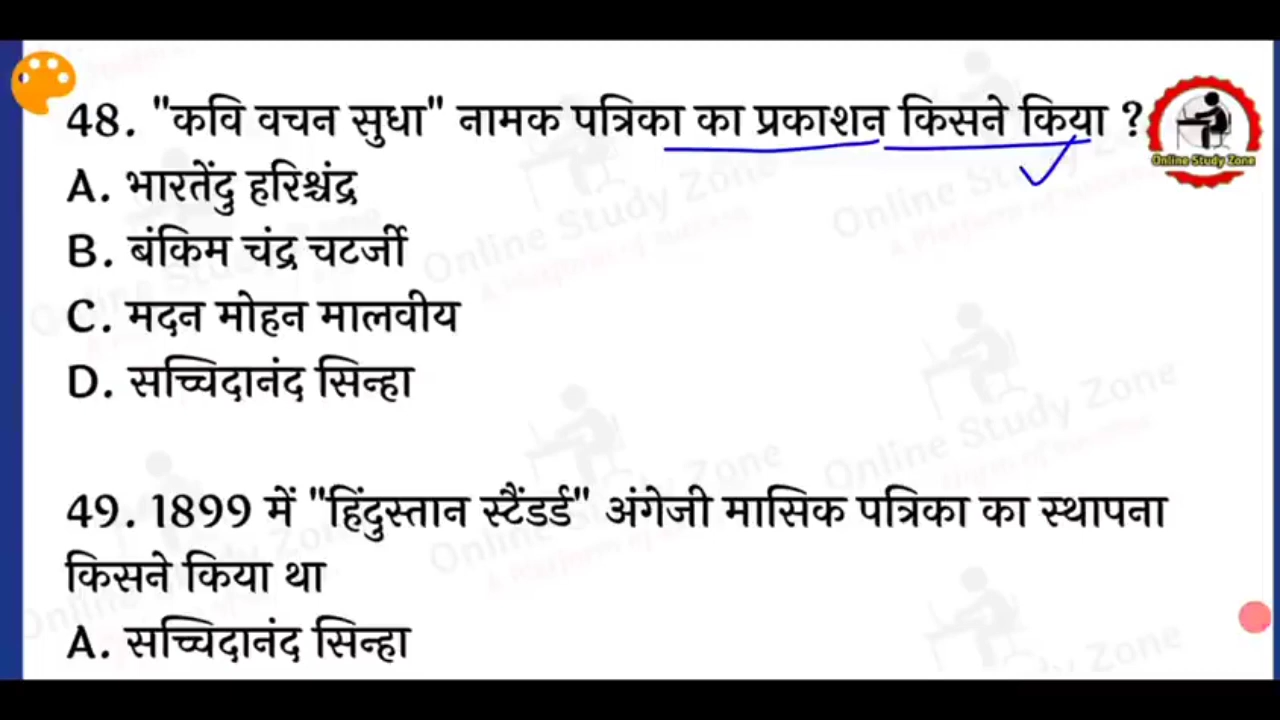 48. "कवि वचन सुधा" नामक पत्रिका का प्रकाशन किसने किया ?
A. भारतेंदु हरिश्चंद्र
B. बंकिम चंद्र चटर्जी
C. मदन मोहन मालवीय
D. सच्चिदानंद सिन्हा
49. 1899 में "हिंदुस्तान स्टैंडर्ड" अंगेजी मासिक पत्रिका का स्थापना
किसने किया था
A. सच्चिदानंद सिन्हा
Online Study Zone